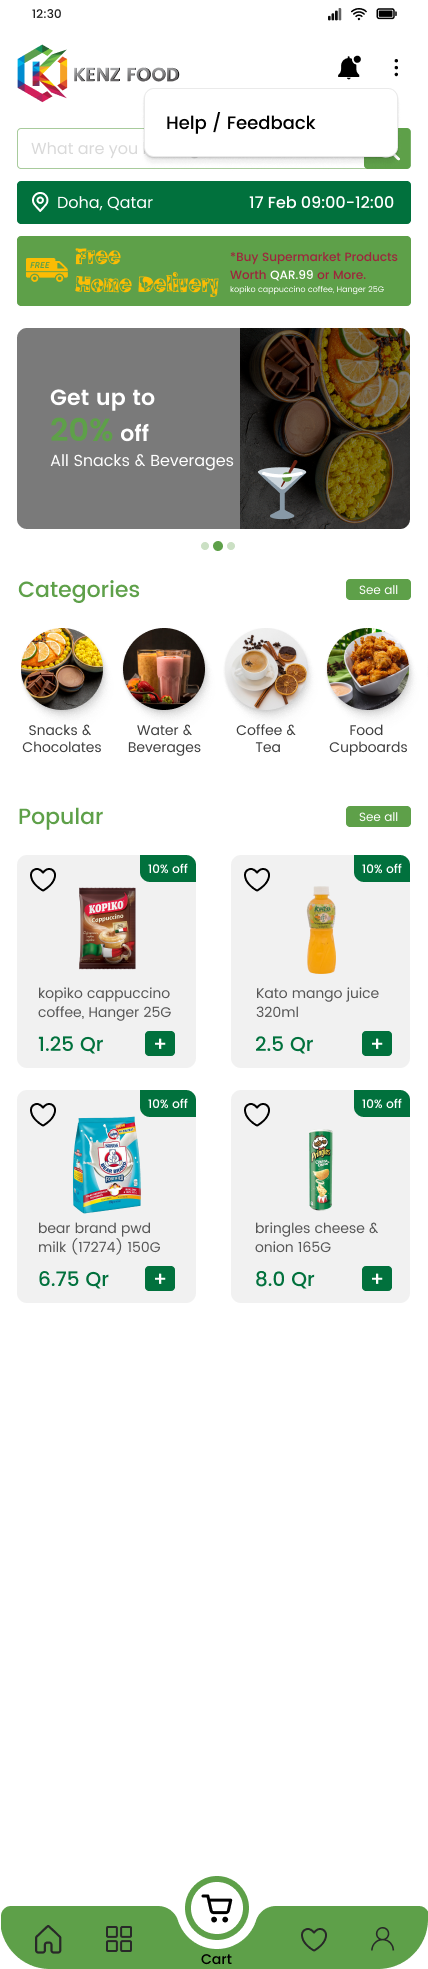 12:30
KENZ FOOD
Help / Feedback
What are you
Doha, Qatar
17 Feb 09:00-12:00
FREE
Free
Home Delivery
*Buy Supermarket Products
Worth QAR.99 or More.
kopiko cappuccino coffee, Hanger 25G
Get up to
20% off
All Snacks & Beverages
Categories
See all
Snacks &
Chocolates
Water &
Beverages
Coffee &
Tea
Food
Cupboards
Popular
See all
10% off
KOPIKO
Cappuccino
kopiko cappuccino
coffee, Hanger 25G
1.25 Qr
+
10% off
Kato mango juice
320ml
2.5 Qr
+
10% off
BEAR BRAND
bear brand pwd
milk (17274) 150G
6.75 Qr
+
10% off
Pringles
bringles cheese &
onion 165G
8.0 Qr
+
Cart